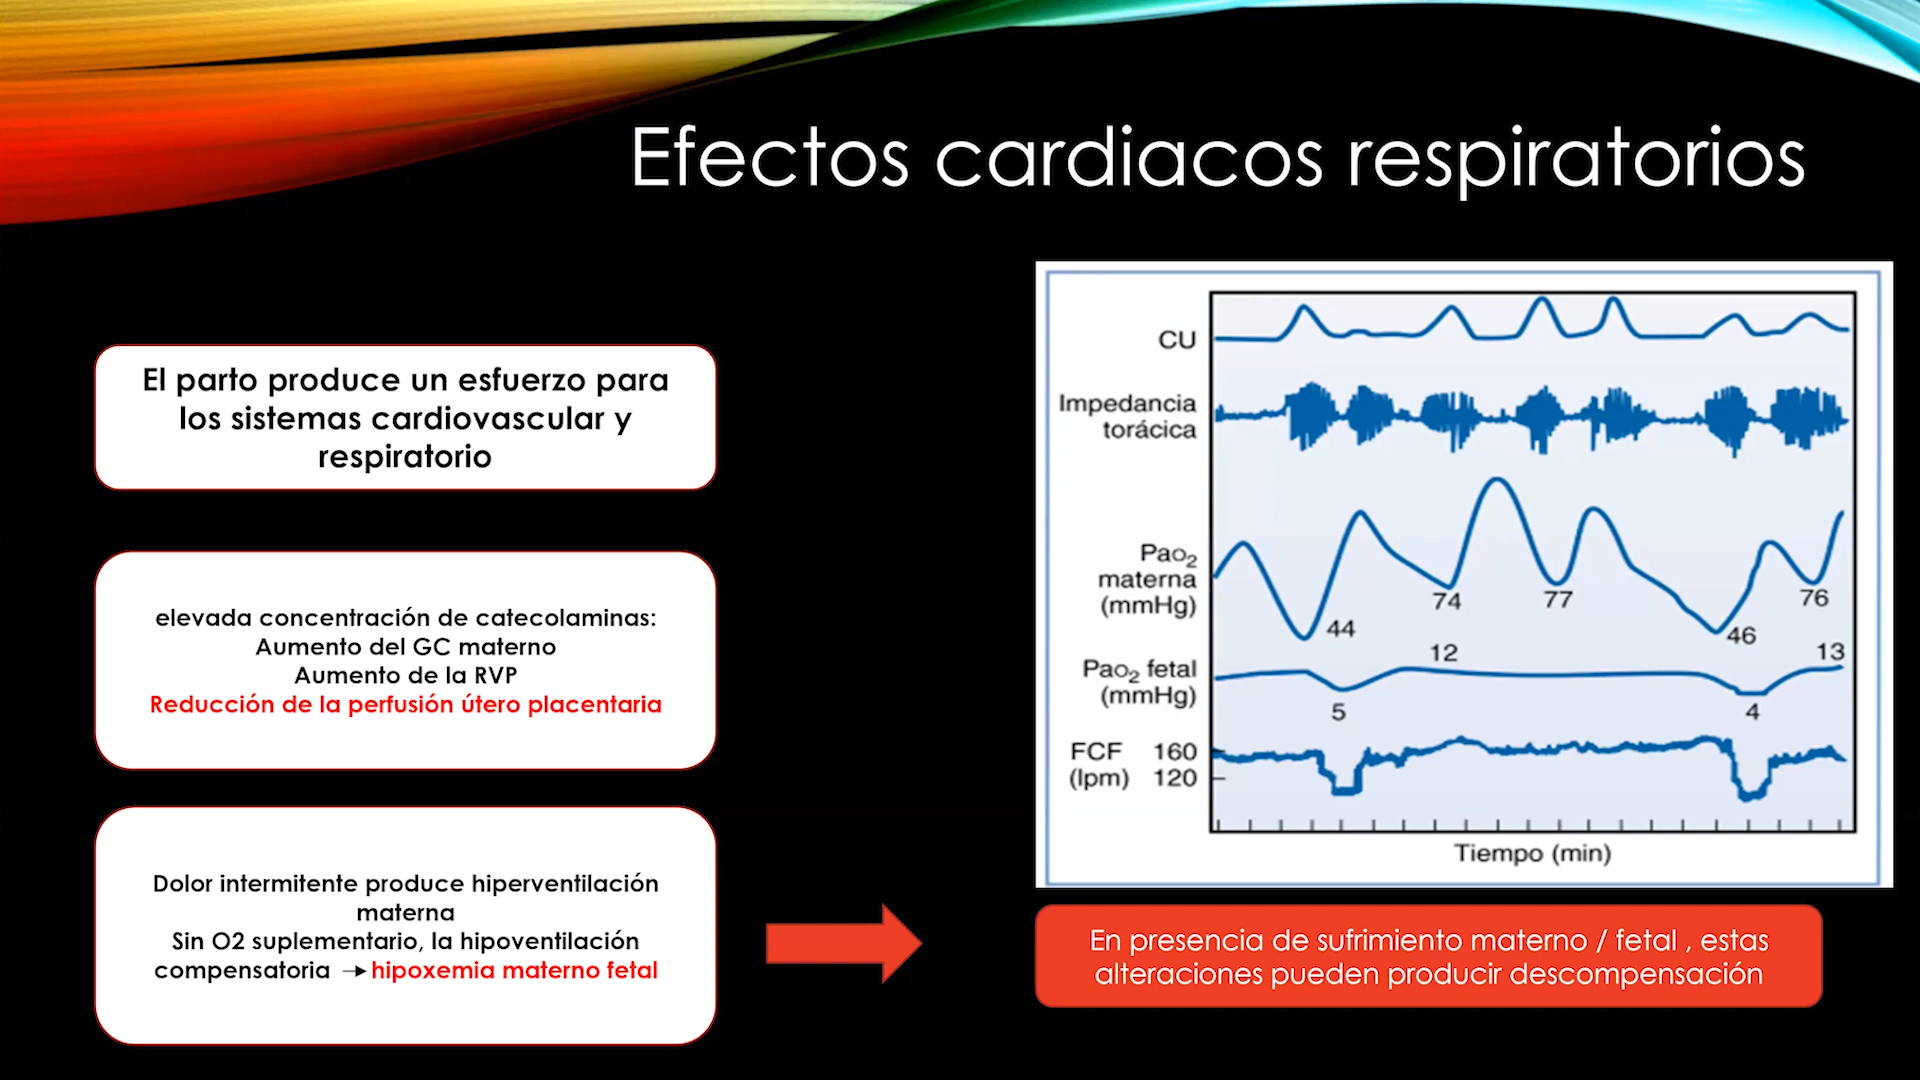 Efectos cardiacos respiratorios
El parto produce un esfuerzo para
los sistemas cardiovascular y
respiratorio
elevada concentración de catecolaminas:
Aumento del GC materno
Aumento de la RVP
Reducción de la perfusión útero placentaria
Dolor intermitente produce hiperventilación
materna
Sin O2 suplementario, la hipoventilación
compensatoria → hipoxemia materno fetal
CU
Impedancia
torácica
Pao₂
materna
(mmHg)
44
74
77
46
76
Pao₂ fetal
(mmHg)
5
12
4
13
FCF 160
(lpm) 120
Tiempo (min)
En presencia de sufrimiento materno / fetal , estas
alteraciones pueden producir descompensación